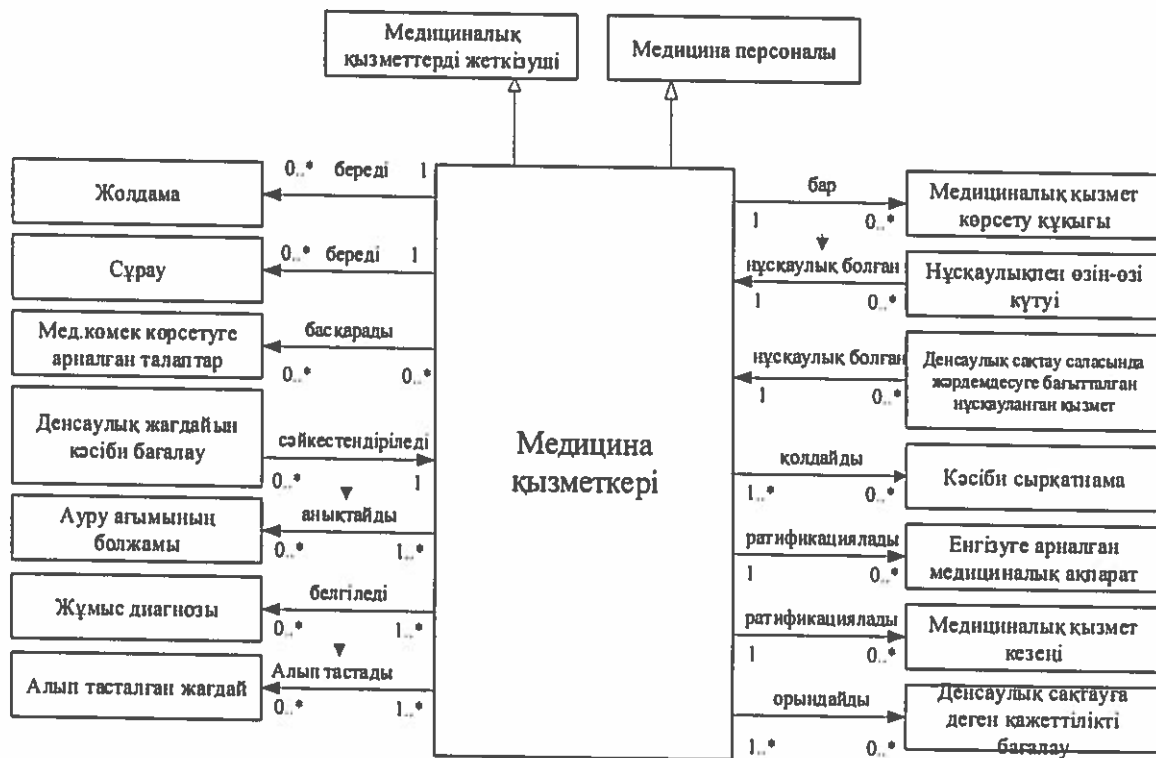 Медициналық
қызметтерді жеткізуші
Медицина персоналы
0..* береді 1
Жолдама
0..* береді 1
Сұрау
басқарады
Мед.көмек көрсетуге
арналған талаптар
0..* 0..*
Денсаулық жағдайын
кәсіби бағалау
сәйкестендіріледі
0..* 1
анықтайды
Ауру ағымының
болжамы
0..* 1..*
белгіледі
Жұмыс диагнозы
0..* 1..*
Алып тастады
Алып тасталған жағдай
0..* 1..*
Медицина
қызметкері
бар
1 0..*
Медициналық қызмет
көрсету құқығы
нұсқаулық болған
1 0..*
Нұсқаулықпен өзін-өзі
күтуі
нұсқаулық болған
1 0..*
Денсаулық сақтау саласында
жәрдемдесуге бағытталған
нұсқауланған қызмет
қолдайды
1..* 0..*
Кәсіби сырқатнама
ратификациялады
1 0..*
Енгізуге арналған
медициналық ақпарат
ратификациялады
1 0..*
Медициналық қызмет
кезеңі
орындайды
1..* 0..*
Денсаулық сақтауға
деген қажеттілікті
бағалау